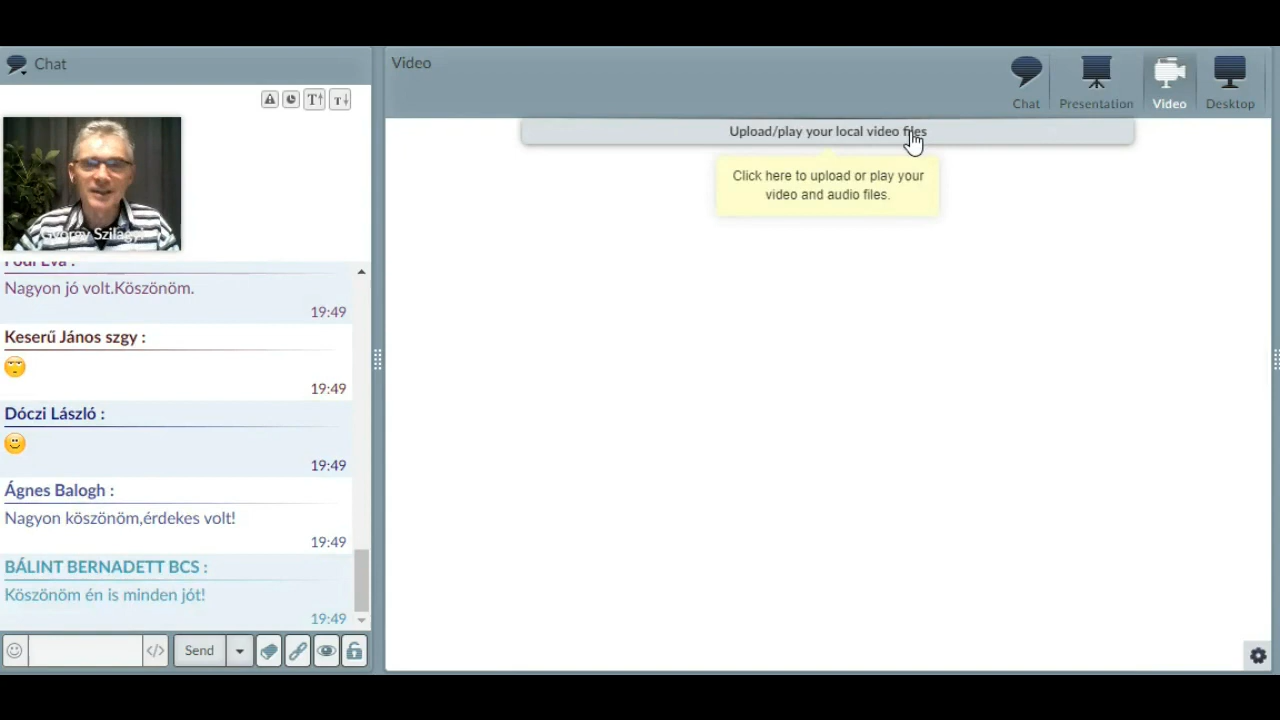 Chat
Video
Chat
Presentation
Video
Desktop
Upload/play your local video files
Click here to upload or play your
video and audio files.
Nagyon jó volt.Köszönöm.
19:49
Keserű János szgy :
19:49
Dóczi László :
19:49
Ágnes Balogh :
Nagyon köszönöm,érdekes volt!
19:49
BÁLINT BERNADETT BCS :
Köszönöm én is minden jót!
19:49
Send